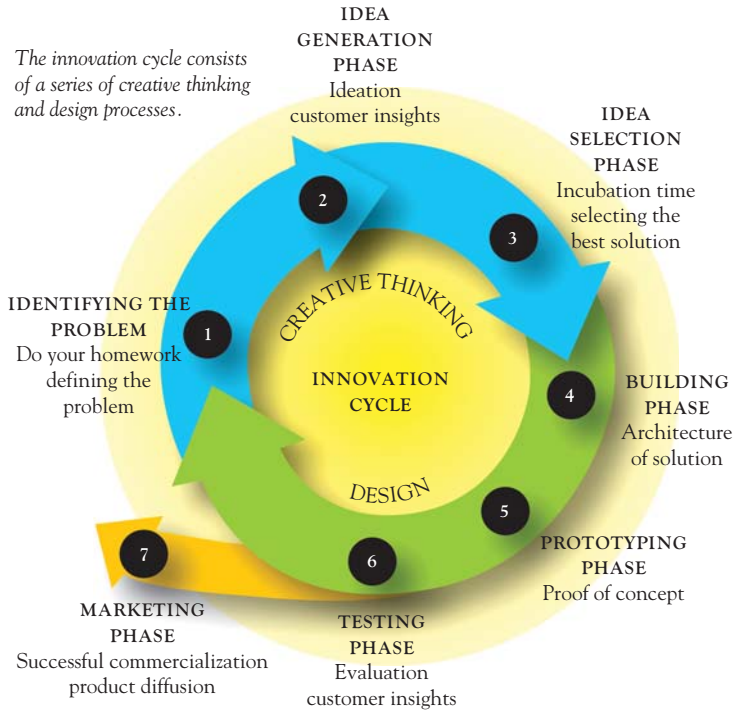 The innovation cycle consists
of a series of creative thinking
and design processes.
IDEA
GENERATION
PHASE
Ideation
customer insights
IDEA
SELECTION
PHASE
Incubation time
selecting the
best solution
2
3
IDENTIFYING THE
PROBLEM
Do your homework
defining the
problem
1
CREATIVE THINKING
INNOVATION
CYCLE
DESIGN
4
BUILDING
PHASE
Architecture
of solution
5
PROTOTYPING
PHASE
Proof of concept
6
TESTING
PHASE
Evaluation
customer insights
7
MARKETING
PHASE
Successful commercialization
product diffusion